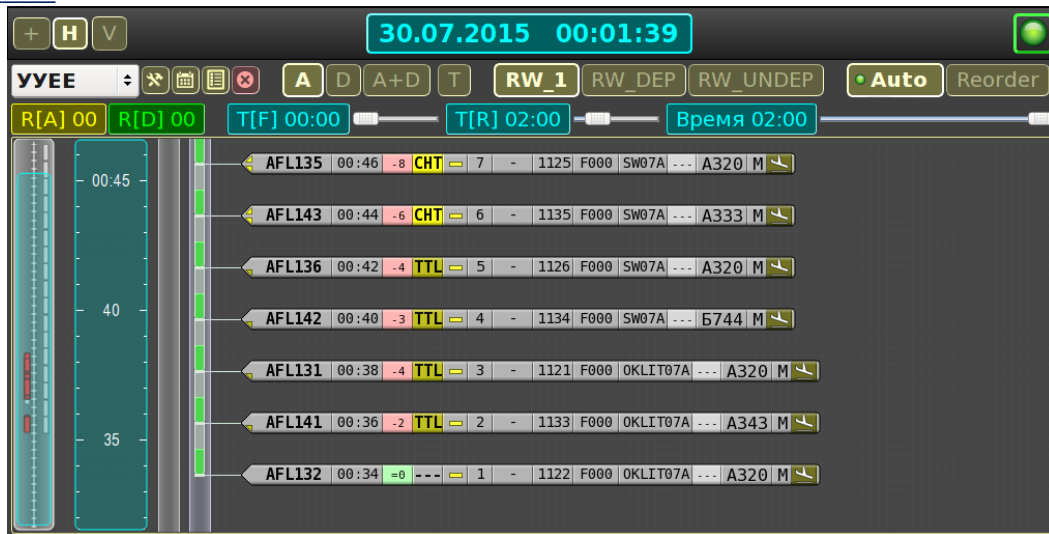 + H V 30.07.2015 00:01:39
УУЕЕ A D A+D T RW_1 RW_DEP RW_UNDEP Auto Reorder
R[A] 00 R[D] 00 T[F] 00:00 T[R] 02:00 Время 02:00
AFL135 00:46 -8 CHT 7 - 1125 F000 SW07A --- A320 M
00:45
AFL143 00:44 -6 CHT 6 - 1135 F000 SW07A --- A333 M
AFL136 00:42 -4 TTL 5 - 1126 F000 SW07A --- A320 M
40
AFL142 00:40 -3 TTL 4 - 1134 F000 SW07A --- Б744 M
AFL131 00:38 -4 TTL 3 - 1121 F000 OKLIT07A --- A320 M
AFL141 00:36 -2 TTL 2 - 1133 F000 OKLIT07A --- A343 M
35
AFL132 00:34 =0 --- 1 - 1122 F000 OKLIT07A --- A320 M